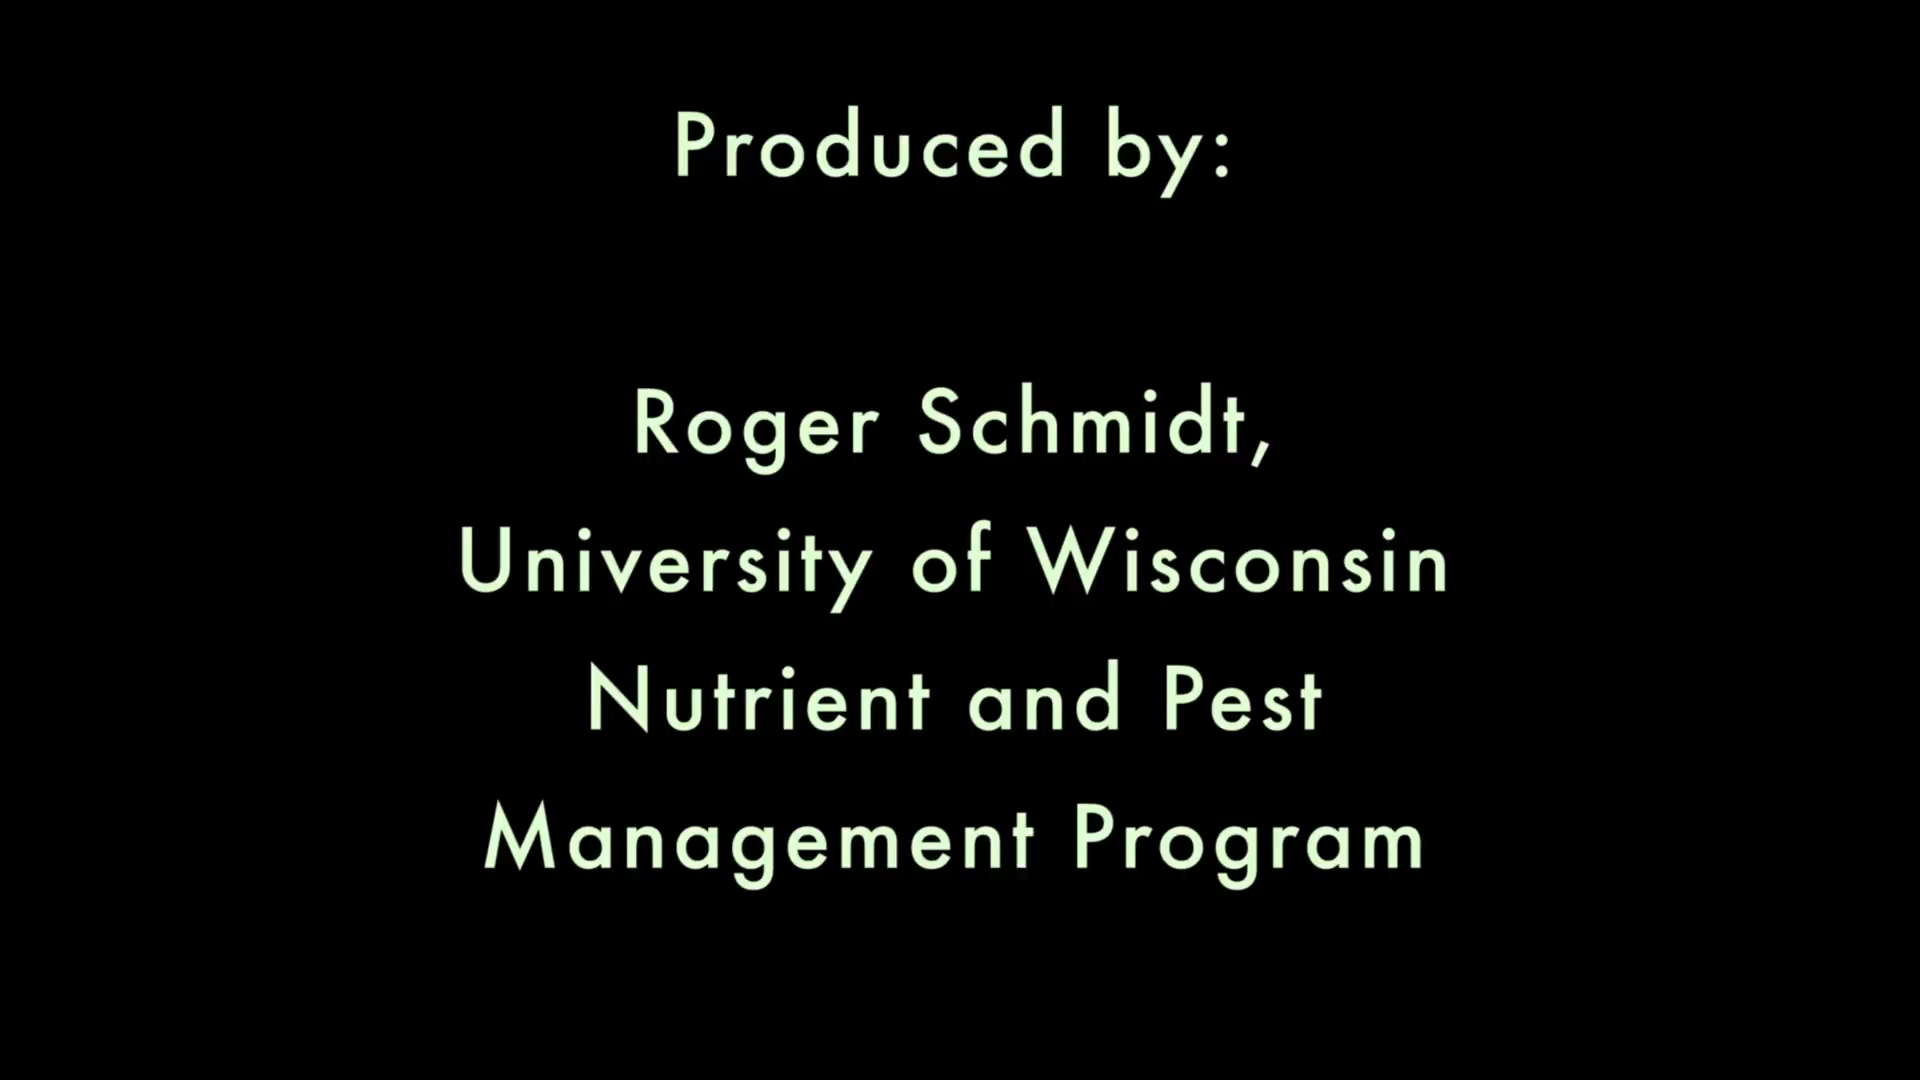 Produced by:
Roger Schmidt,
University of Wisconsin
Nutrient and Pest
Management Program